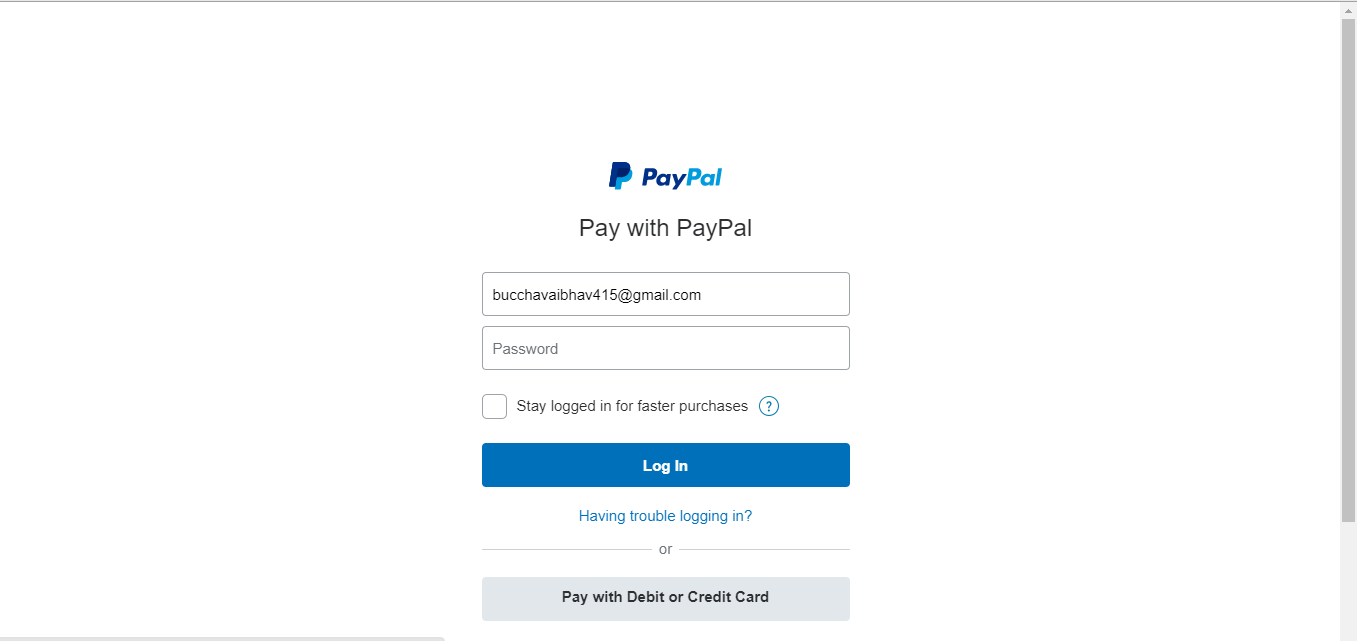 PayPal
Pay with PayPal
bucchavaibhav415@gmail.com
Password
Stay logged in for faster purchases ?
Log In
Having trouble logging in?
or
Pay with Debit or Credit Card